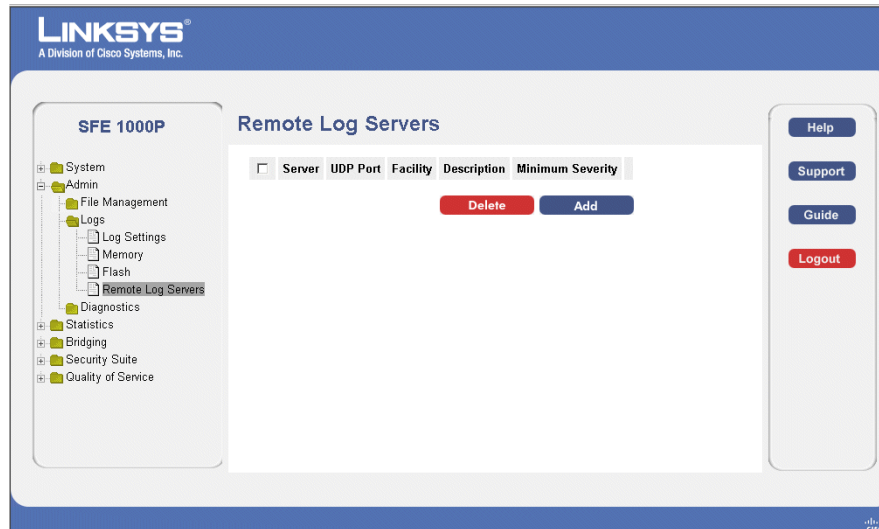 LINKSYS®
A Division of Cisco Systems, Inc.
SFE 1000P
System
Admin
File Management
Logs
Log Settings
Memory
Flash
Remote Log Servers
Diagnostics
Statistics
Bridging
Security Suite
Quality of Service
Remote Log Servers
Server UDP Port Facility Description Minimum Severity
Delete Add
Help
Support
Guide
Logout